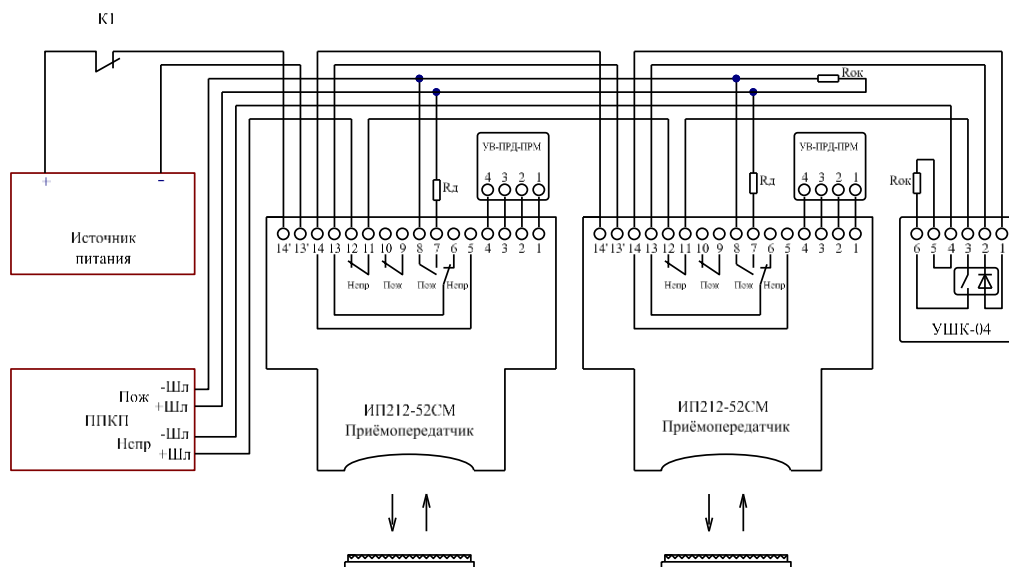 К1
Rок
УВ-ПРД-ПРМ
4 3 2 1
УВ-ПРД-ПРМ
4 3 2 1
+ −
Rд
Rд
Rок
Источник
питания
14' 13' 14 13 12 11 10 9 8 7 6 5 4 3 2 1
14' 13' 14 13 12 11 10 9 8 7 6 5 4 3 2 1
6 5 4 3 2 1
Непр Пож Пож Непр
Непр Пож Пож Непр
УШК-04
Пож
-Шл
+Шл
ППКП
Непр
-Шл
+Шл
ИП212-52СМ
Приёмопередатчик
ИП212-52СМ
Приёмопередатчик